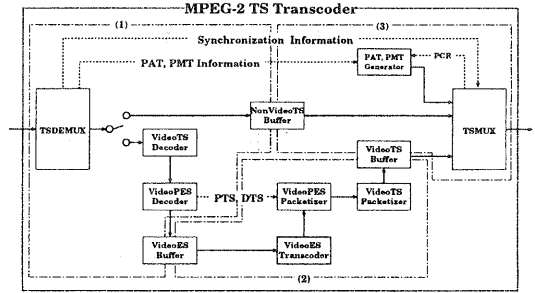 MPEG-2 TS Transcoder
(1)
(3)
Synchronization Information
PAT, PMT Information
PAT, PMT
Generator
PCR
TSDEMUX
NonVideoTS
Buffer
TSMUX
VideoTS
Decoder
VideoTS
Buffer
VideoPES
Decoder
PTS, DTS
VideoPES
Packetizer
VideoTS
Packetizer
VideoES
Buffer
VideoES
Transcoder
(2)